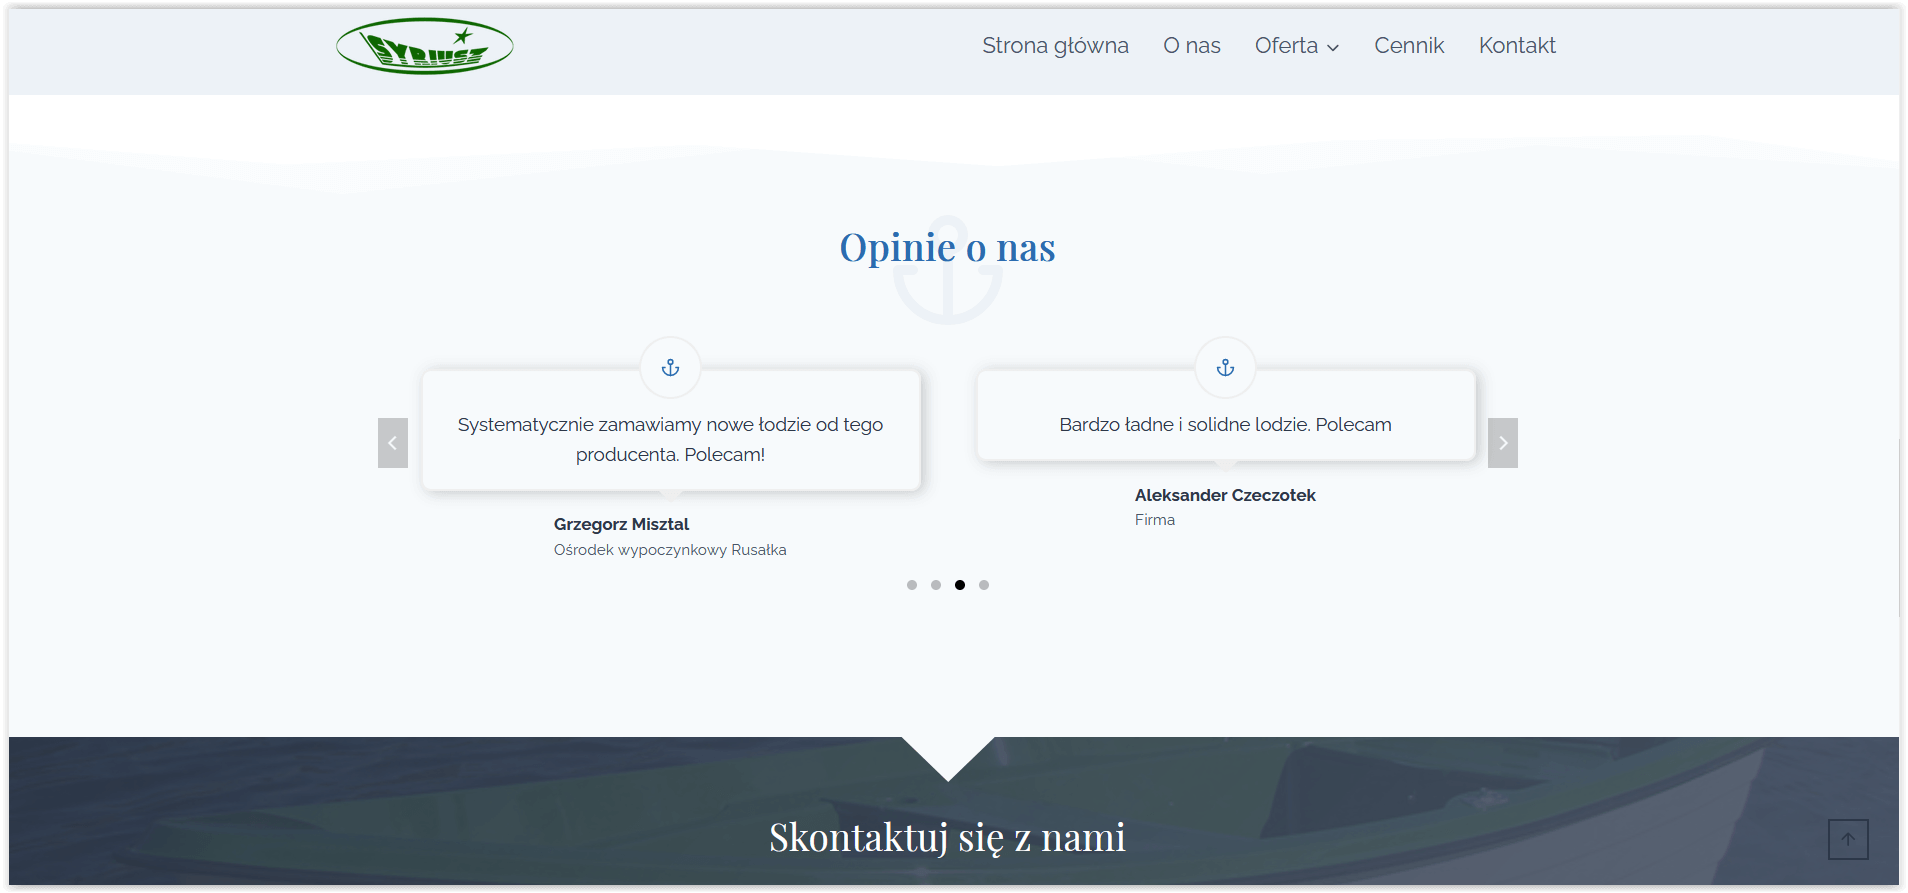 SYRIUSZ
Strona główna O nas Oferta Cennik Kontakt
Opinie o nas
Systematycznie zamawiamy nowe łodzie od tego
producenta. Polecam!
Grzegorz Misztal
Ośrodek wypoczynkowy Rusałka
Bardzo ładne i solidne lodzie. Polecam
Aleksander Czeczotek
Firma
Skontaktuj się z nami